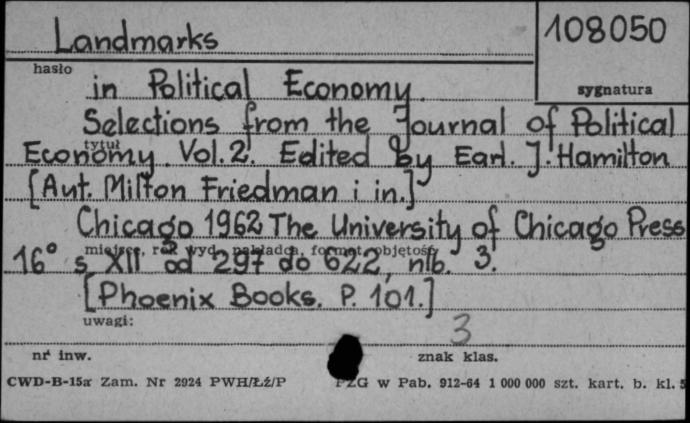 Landmarks
108050
hasło
sygnatura
in Political Economy.
Selections from the Journal of Political
tytuł
Economy. Vol. 2. Edited by Earl. J. Hamilton
[Aut. Milton Friedman i in.]
Chicago 1962 The University of Chicago Press
miejsce, rok wyd., nakładca, format, objętość
16° s. XII od 297 do 622, nlb. 3.
[Phoenix Books. P. 101.]
uwagi:
3
nr inw.
znak klas.
CWD-B-15a Zam. Nr 2924 PWH/Łź/P PZG w Pab. 912-64 1 000 000 szt. kart. b. kl. 5